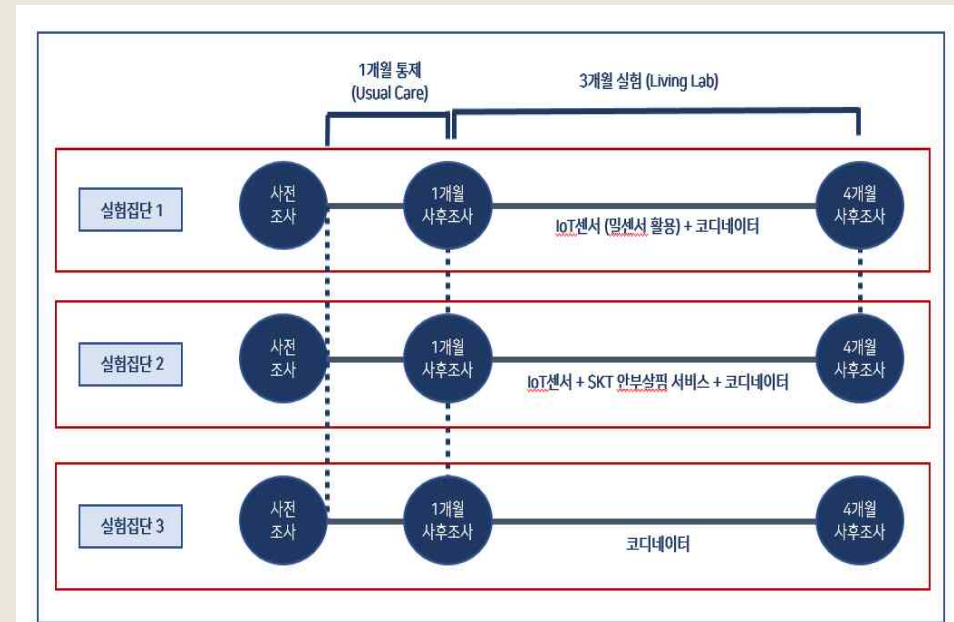 1개월 통제
(Usual Care)
3개월 실험 (Living Lab)
실험집단 1
사전
조사
1개월
사후조사
IoT센서 (밀센서 활용) + 코디네이터
4개월
사후조사
실험집단 2
사전
조사
1개월
사후조사
IoT센서 + SKT 안부살핌 서비스 + 코디네이터
4개월
사후조사
실험집단 3
사전
조사
1개월
사후조사
코디네이터
4개월
사후조사